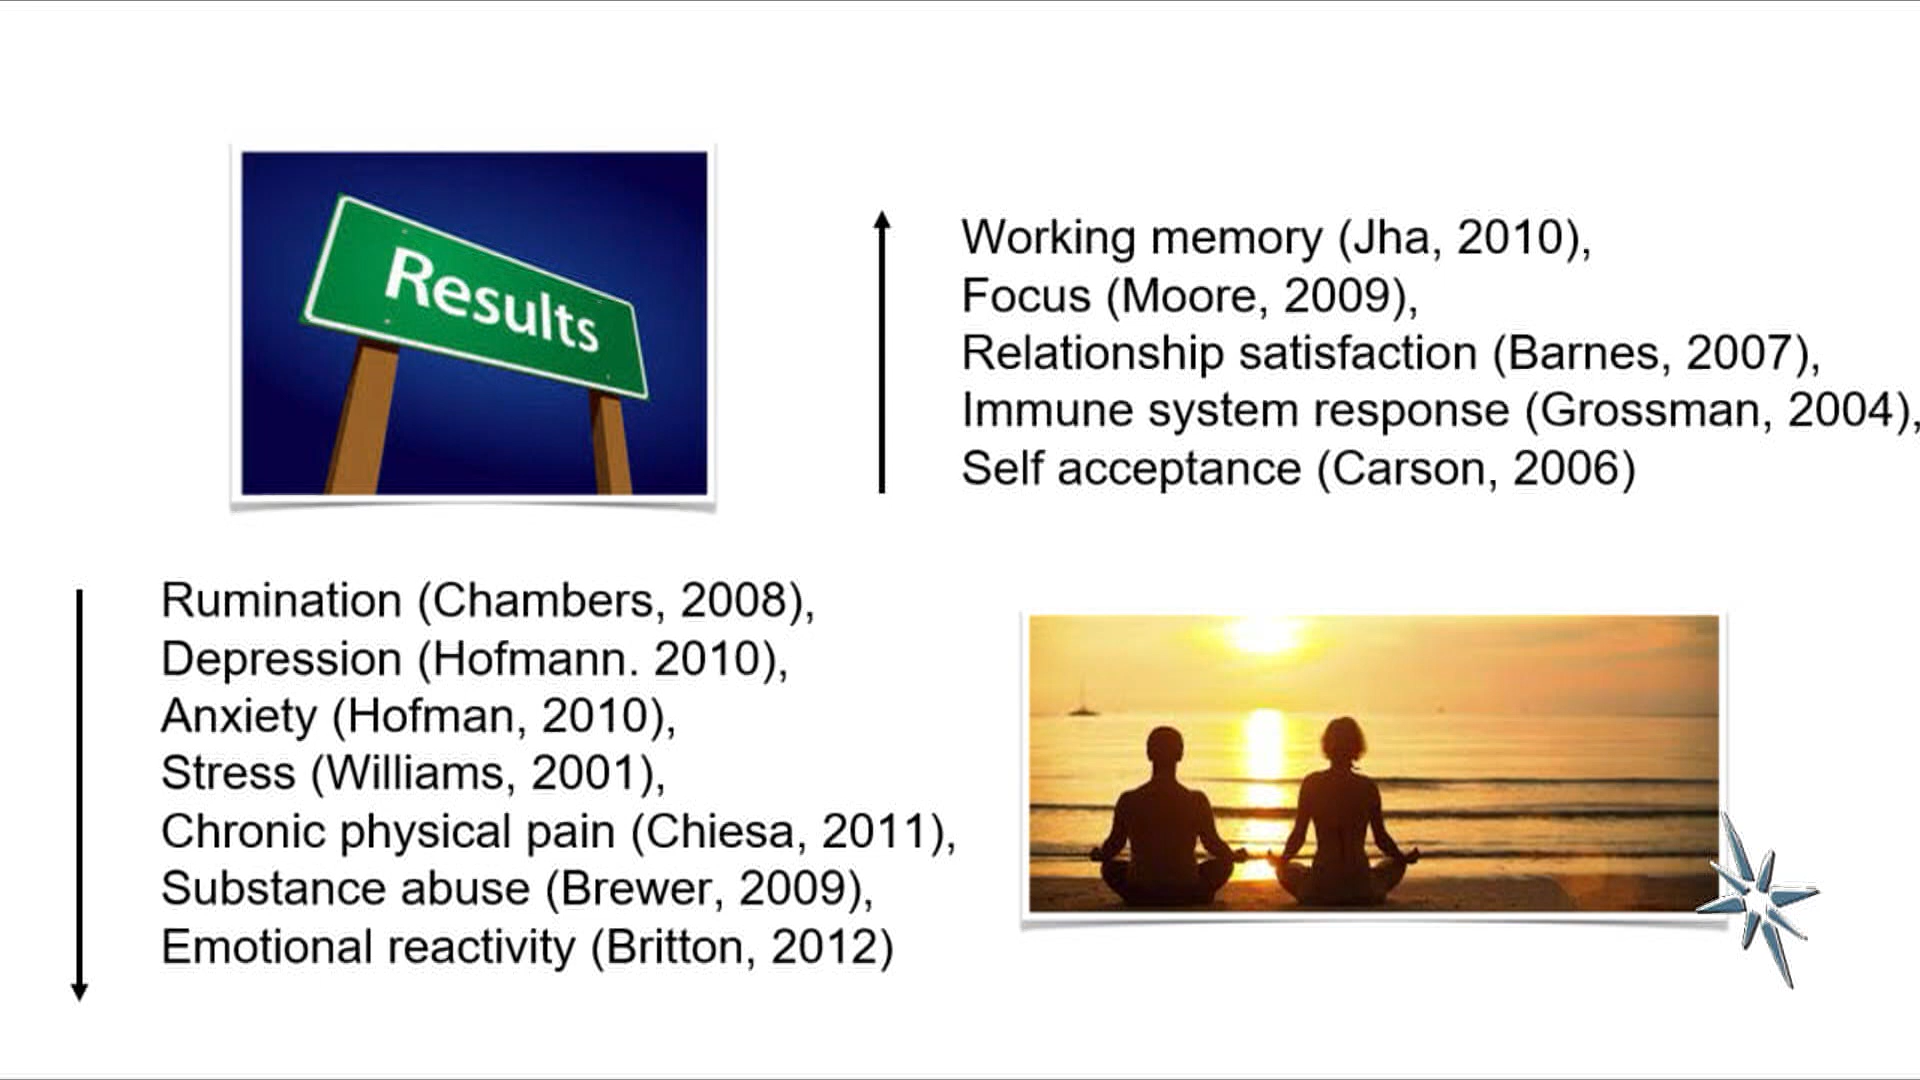 Results
Working memory (Jha, 2010),
Focus (Moore, 2009),
Relationship satisfaction (Barnes, 2007),
Immune system response (Grossman, 2004),
Self acceptance (Carson, 2006)
Rumination (Chambers, 2008),
Depression (Hofmann. 2010),
Anxiety (Hofman, 2010),
Stress (Williams, 2001),
Chronic physical pain (Chiesa, 2011),
Substance abuse (Brewer, 2009),
Emotional reactivity (Britton, 2012)